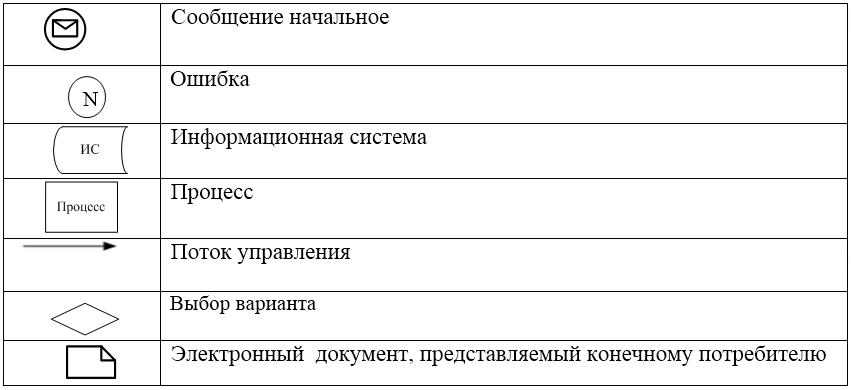 Сообщение начальное
N
Ошибка
ИС
Информационная система
Процесс
Процесс
Поток управления
Выбор варианта
Электронный документ, представляемый конечному потребителю